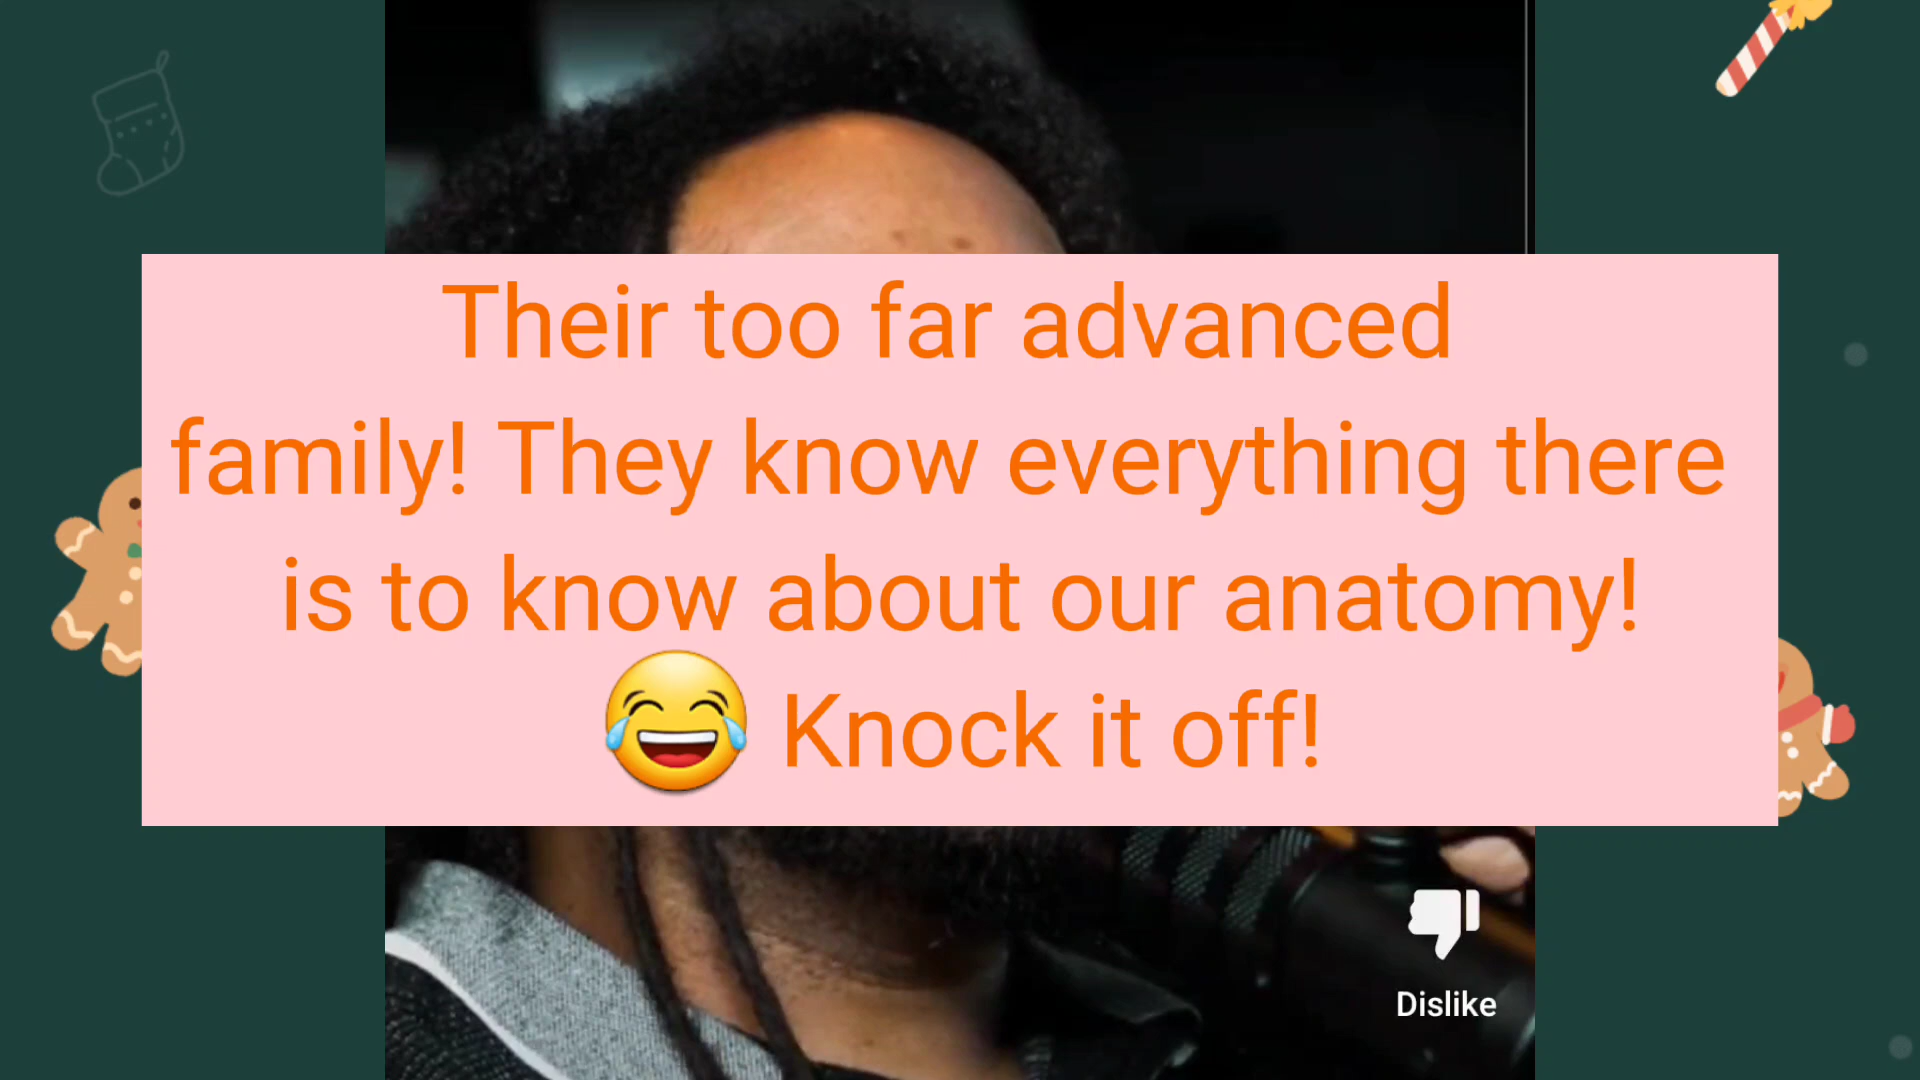 Their too far advanced
family! They know everything there
is to know about our anatomy!
😂 Knock it off!
Dislike